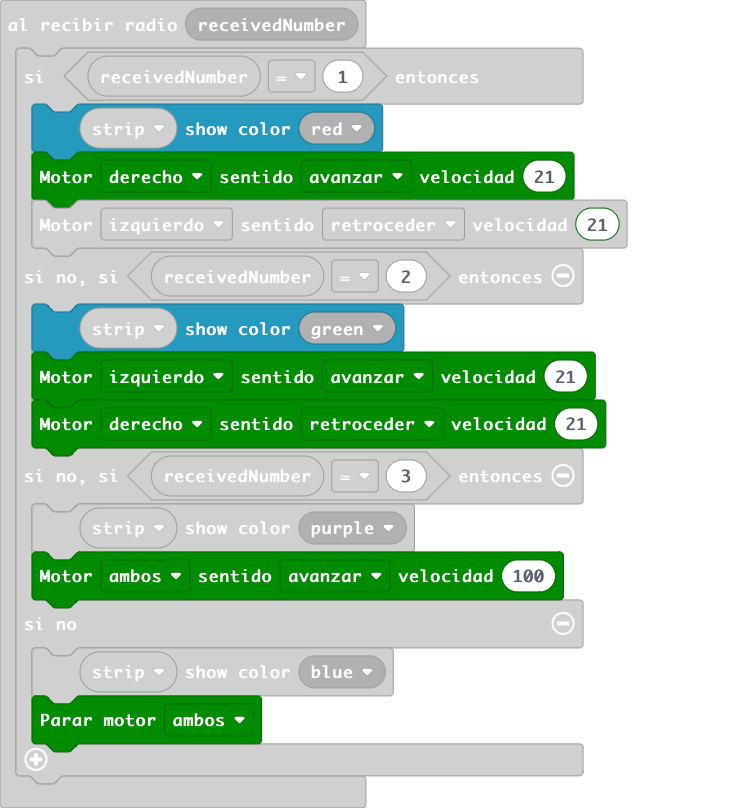 al recibir radio receivedNumber
si receivedNumber = 1 entonces
strip show color red
Motor derecho sentido avanzar velocidad 21
Motor izquierdo sentido retroceder velocidad 21
si no, si receivedNumber = 2 entonces
strip show color green
Motor izquierdo sentido avanzar velocidad 21
Motor derecho sentido retroceder velocidad 21
si no, si receivedNumber = 3 entonces
strip show color purple
Motor ambos sentido avanzar velocidad 100
si no
strip show color blue
Parar motor ambos